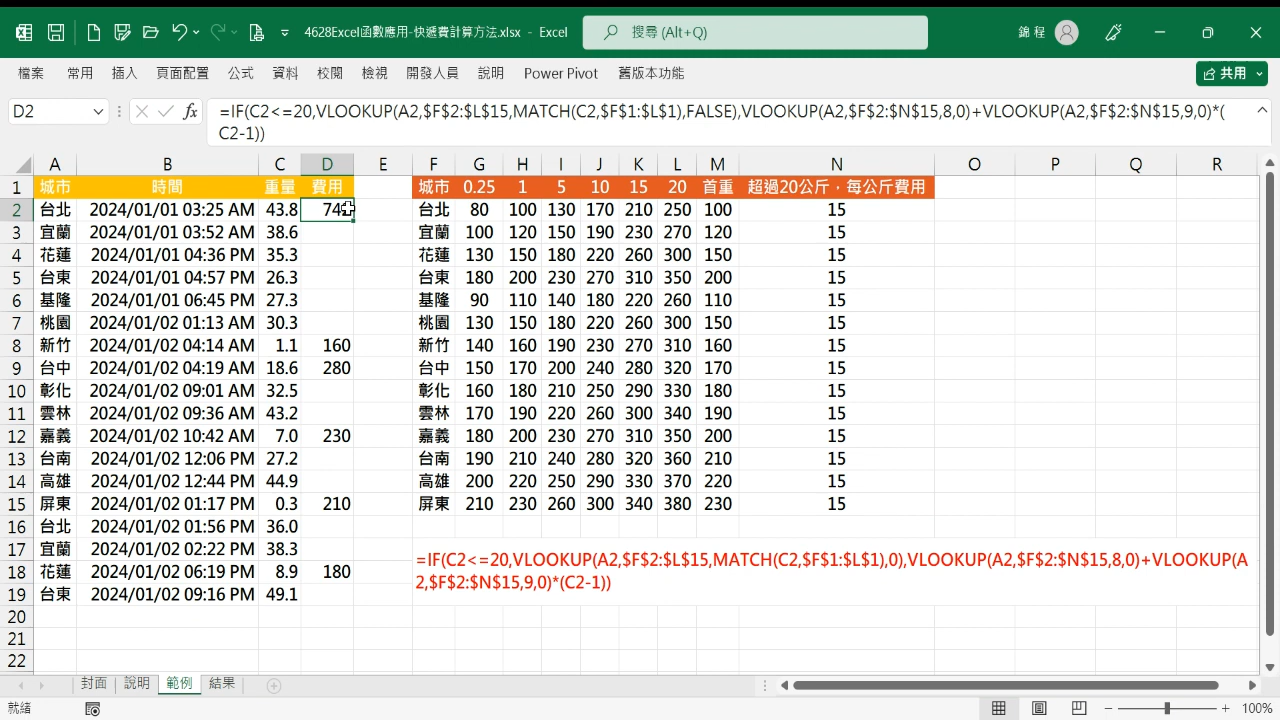 4628Excel函數應用-快遞費計算方法.xlsx - Excel
搜尋 (Alt+Q)
錦 程
檔案 常用 插入 頁面配置 公式 資料 校閱 檢視 開發人員 說明 Power Pivot 舊版本功能
共用
D2
fx
=IF(C2<=20,VLOOKUP(A2,$F$2:$L$15,MATCH(C2,$F$1:$L$1),FALSE),VLOOKUP(A2,$F$2:$N$15,8,0)+VLOOKUP(A2,$F$2:$N$15,9,0)*(
C2-1))
A B C D E F G H I J K L M N O P Q R
1 城市 時間 重量 費用 城市 0.25 1 5 10 15 20 首重 超過20公斤，每公斤費用
2 台北 2024/01/01 03:25 AM 43.8 台北 80 100 130 170 210 250 100 15
3 宜蘭 2024/01/01 03:52 AM 38.6 宜蘭 100 120 150 190 230 270 120 15
4 花蓮 2024/01/01 04:36 PM 35.3 花蓮 130 150 180 220 260 300 150 15
5 台東 2024/01/01 04:57 PM 26.3 台東 180 200 230 270 310 350 200 15
6 基隆 2024/01/01 06:45 PM 27.3 基隆 90 110 140 180 220 260 110 15
7 桃園 2024/01/02 01:13 AM 30.3 桃園 130 150 180 220 260 300 150 15
8 新竹 2024/01/02 04:14 AM 1.1 160 新竹 140 160 190 230 270 310 160 15
9 台中 2024/01/02 04:19 AM 18.6 280 台中 150 170 200 240 280 320 170 15
10 彰化 2024/01/02 09:01 AM 32.5 彰化 160 180 210 250 290 330 180 15
11 雲林 2024/01/02 09:36 AM 43.2 雲林 170 190 220 260 300 340 190 15
12 嘉義 2024/01/02 10:42 AM 7.0 230 嘉義 180 200 230 270 310 350 200 15
13 台南 2024/01/02 12:06 PM 27.2 台南 190 210 240 280 320 360 210 15
14 高雄 2024/01/02 12:44 PM 44.9 高雄 200 220 250 290 330 370 220 15
15 屏東 2024/01/02 01:17 PM 0.3 210 屏東 210 230 260 300 340 380 230 15
16 台北 2024/01/02 01:56 PM 36.0
17 宜蘭 2024/01/02 02:22 PM 38.3
18 花蓮 2024/01/02 06:19 PM 8.9 180
19 台東 2024/01/02 09:16 PM 49.1
=IF(C2<=20,VLOOKUP(A2,$F$2:$L$15,MATCH(C2,$F$1:$L$1),0),VLOOKUP(A2,$F$2:$N$15,8,0)+VLOOKUP(A
2,$F$2:$N$15,9,0)*(C2-1))
20
21
22
封面 說明 範例 結果
就緒
100%